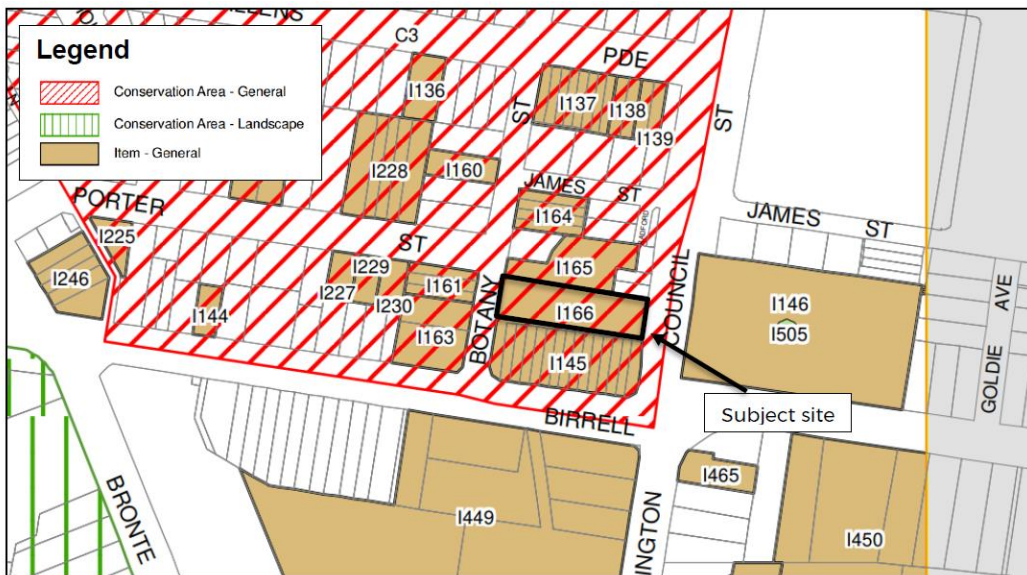 LLENS
Legend
Conservation Area - General
Conservation Area - Landscape
Item - General
C3
PDE
I136
I137
I138
I139
ST
ST
I228
I160
JAMES
ST
I164
PORTER
I225
ST
JAMES
ST
I246
I229
I227
I230
I161
I163
I144
I165
I166
I145
BOTANY
COUNCIL
I146
I505
AVE
GOLDIE
Subject site
BIRRELL
I465
BRONTE
I449
INGTON
I450